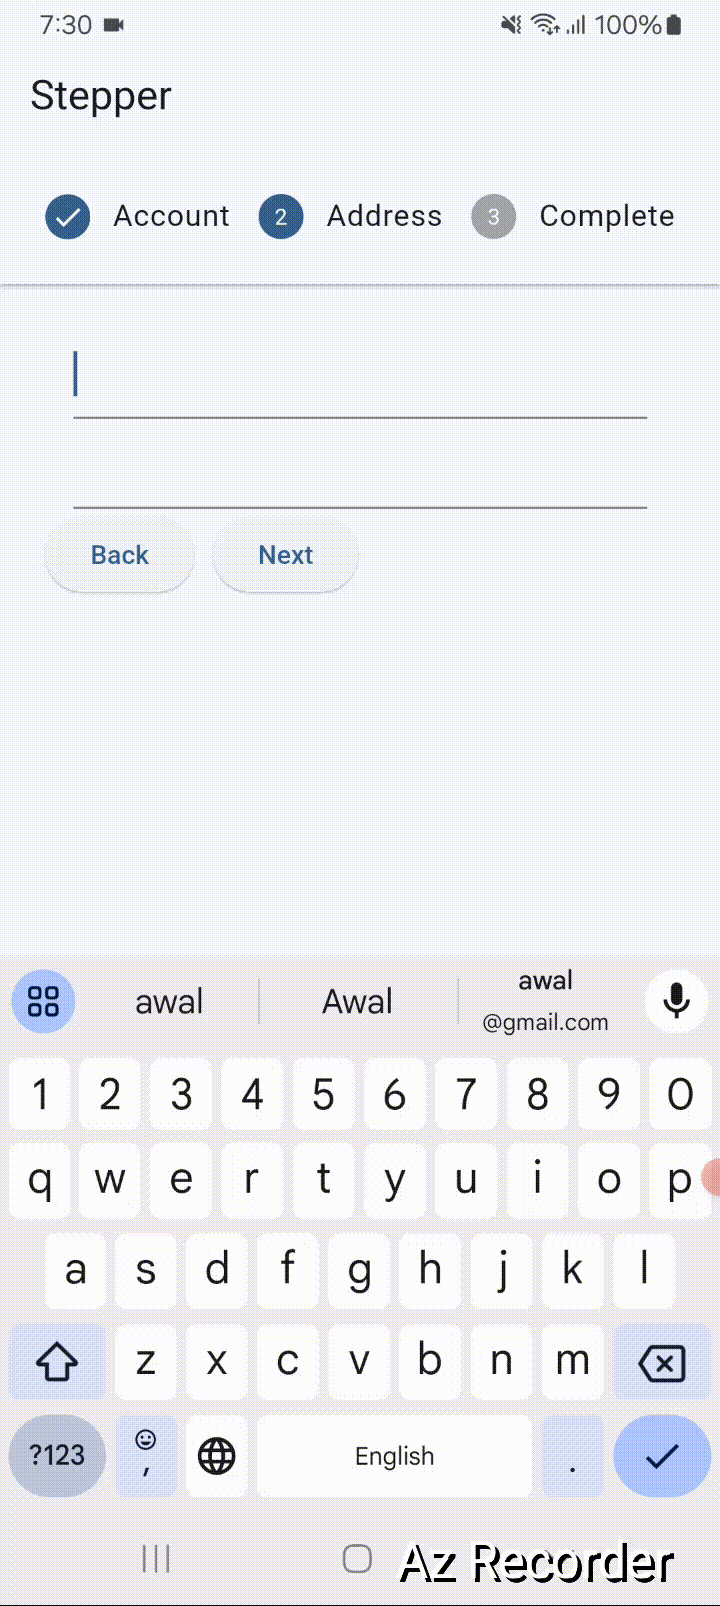 7:30 100%
Stepper
Account 2 Address 3 Complete
Back Next
awal Awal awal
@gmail.com
1 2 3 4 5 6 7 8 9 0
q w e r t y u i o p
a s d f g h j k l
z x c v b n m
?123 , English .
Az Recorder